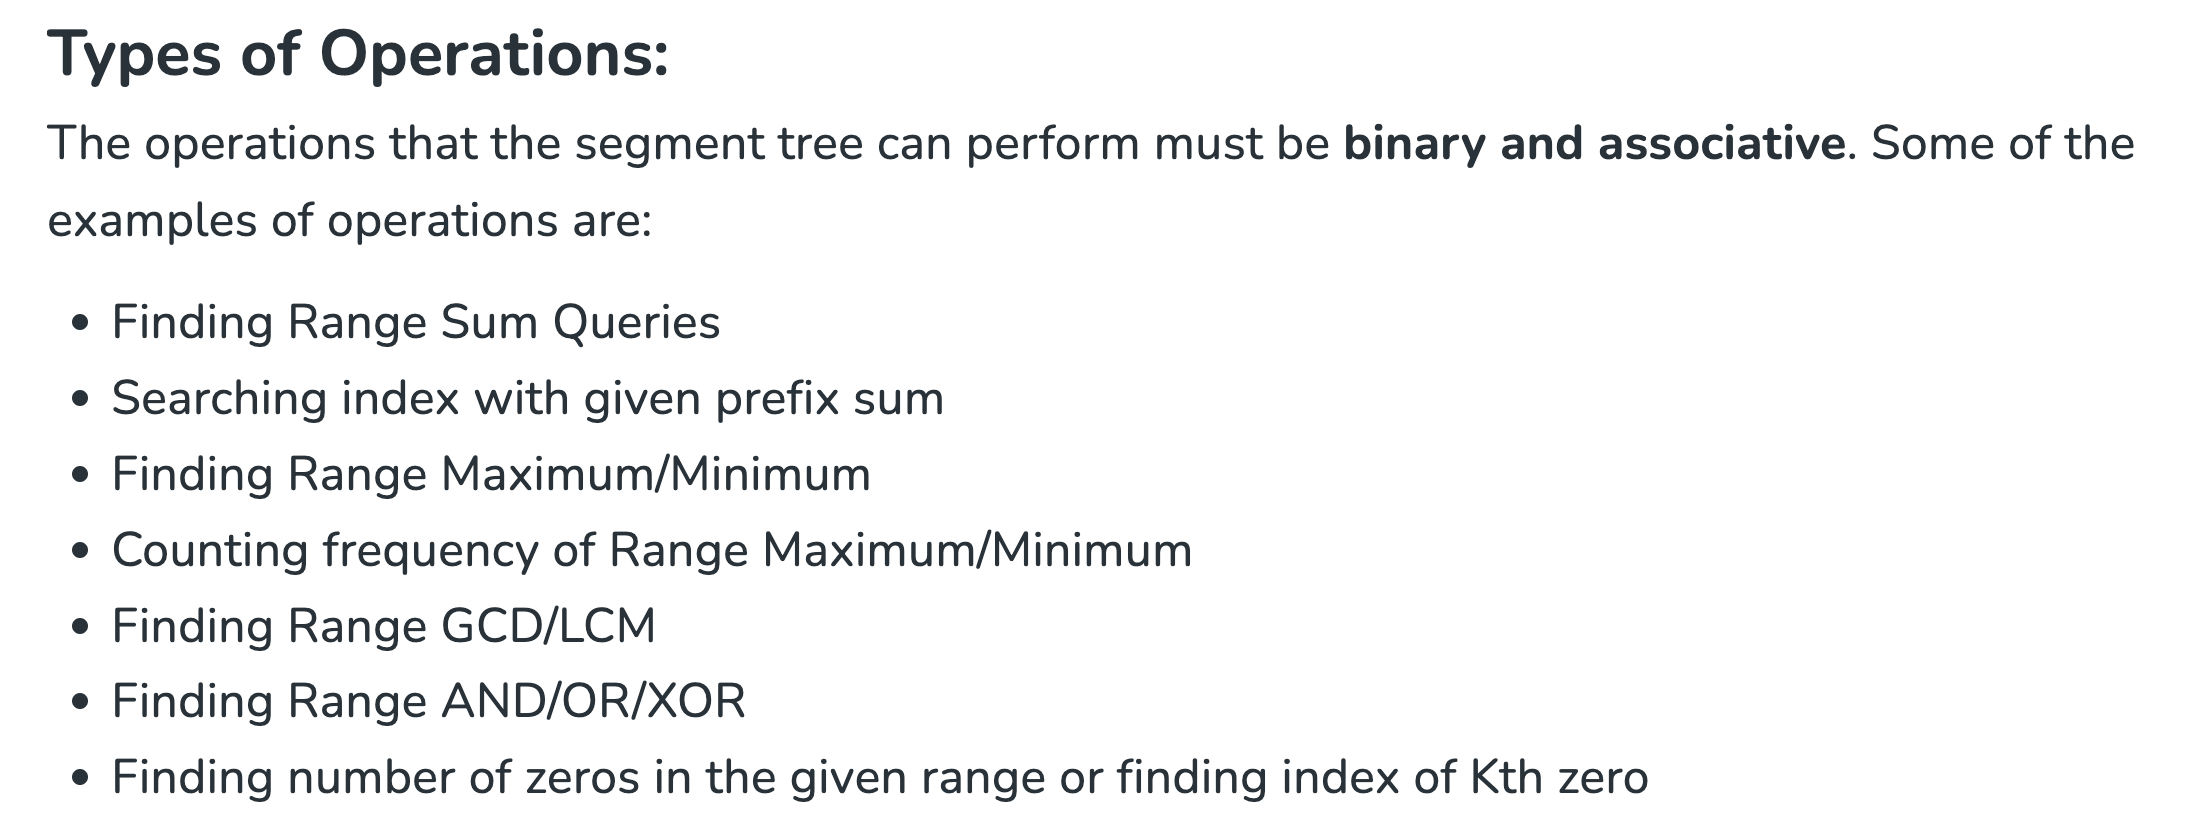 Types of Operations:
The operations that the segment tree can perform must be binary and associative. Some of the
examples of operations are:
• Finding Range Sum Queries
• Searching index with given prefix sum
• Finding Range Maximum/Minimum
• Counting frequency of Range Maximum/Minimum
• Finding Range GCD/LCM
• Finding Range AND/OR/XOR
• Finding number of zeros in the given range or finding index of Kth zero